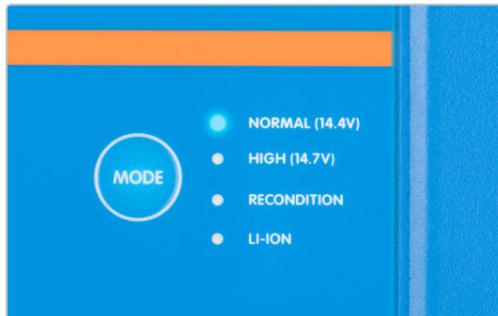 NORMAL (14.4V)
HIGH (14.7V)
MODE
RECONDITION
LI-ION